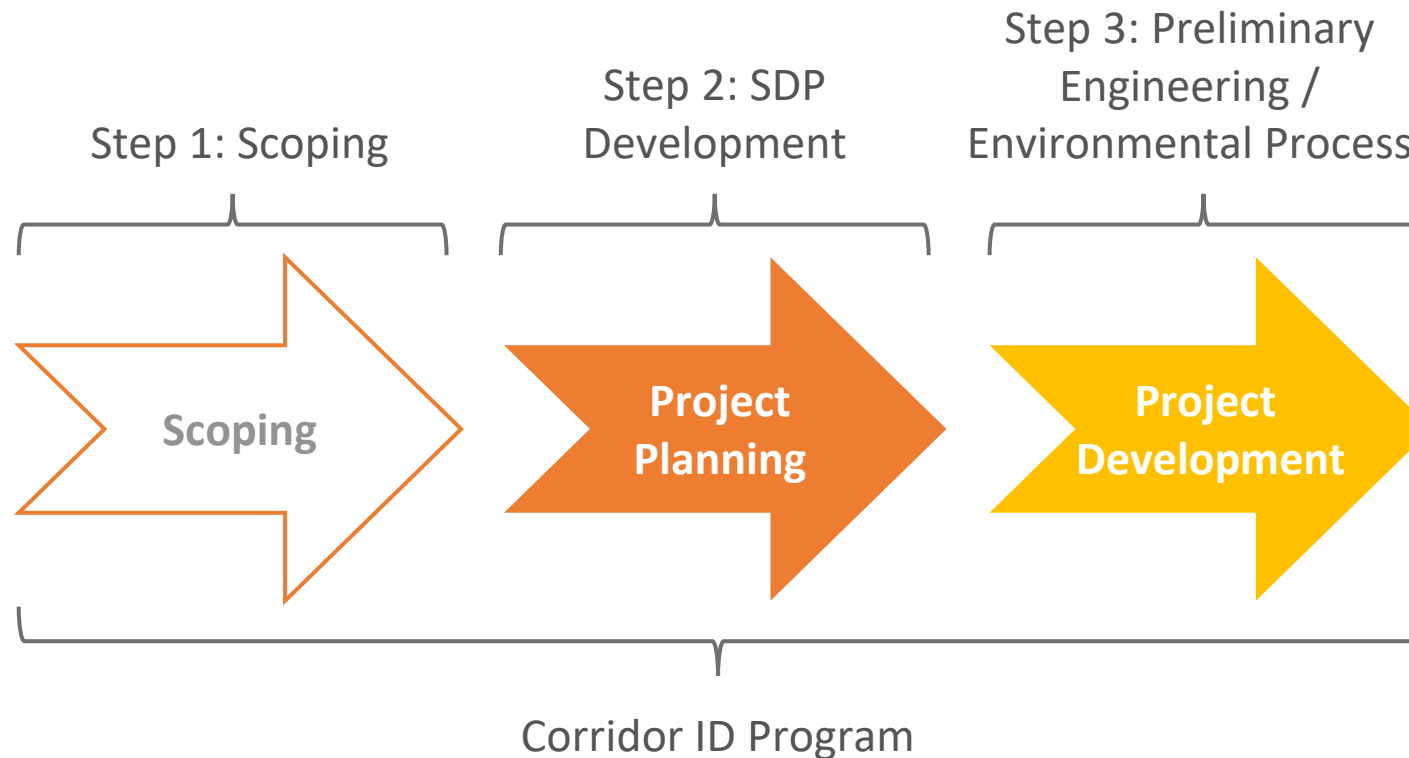 Step 1: Scoping
Step 2: SDP
Development
Step 3: Preliminary
Engineering /
Environmental Process
Scoping
Project
Planning
Project
Development
Corridor ID Program